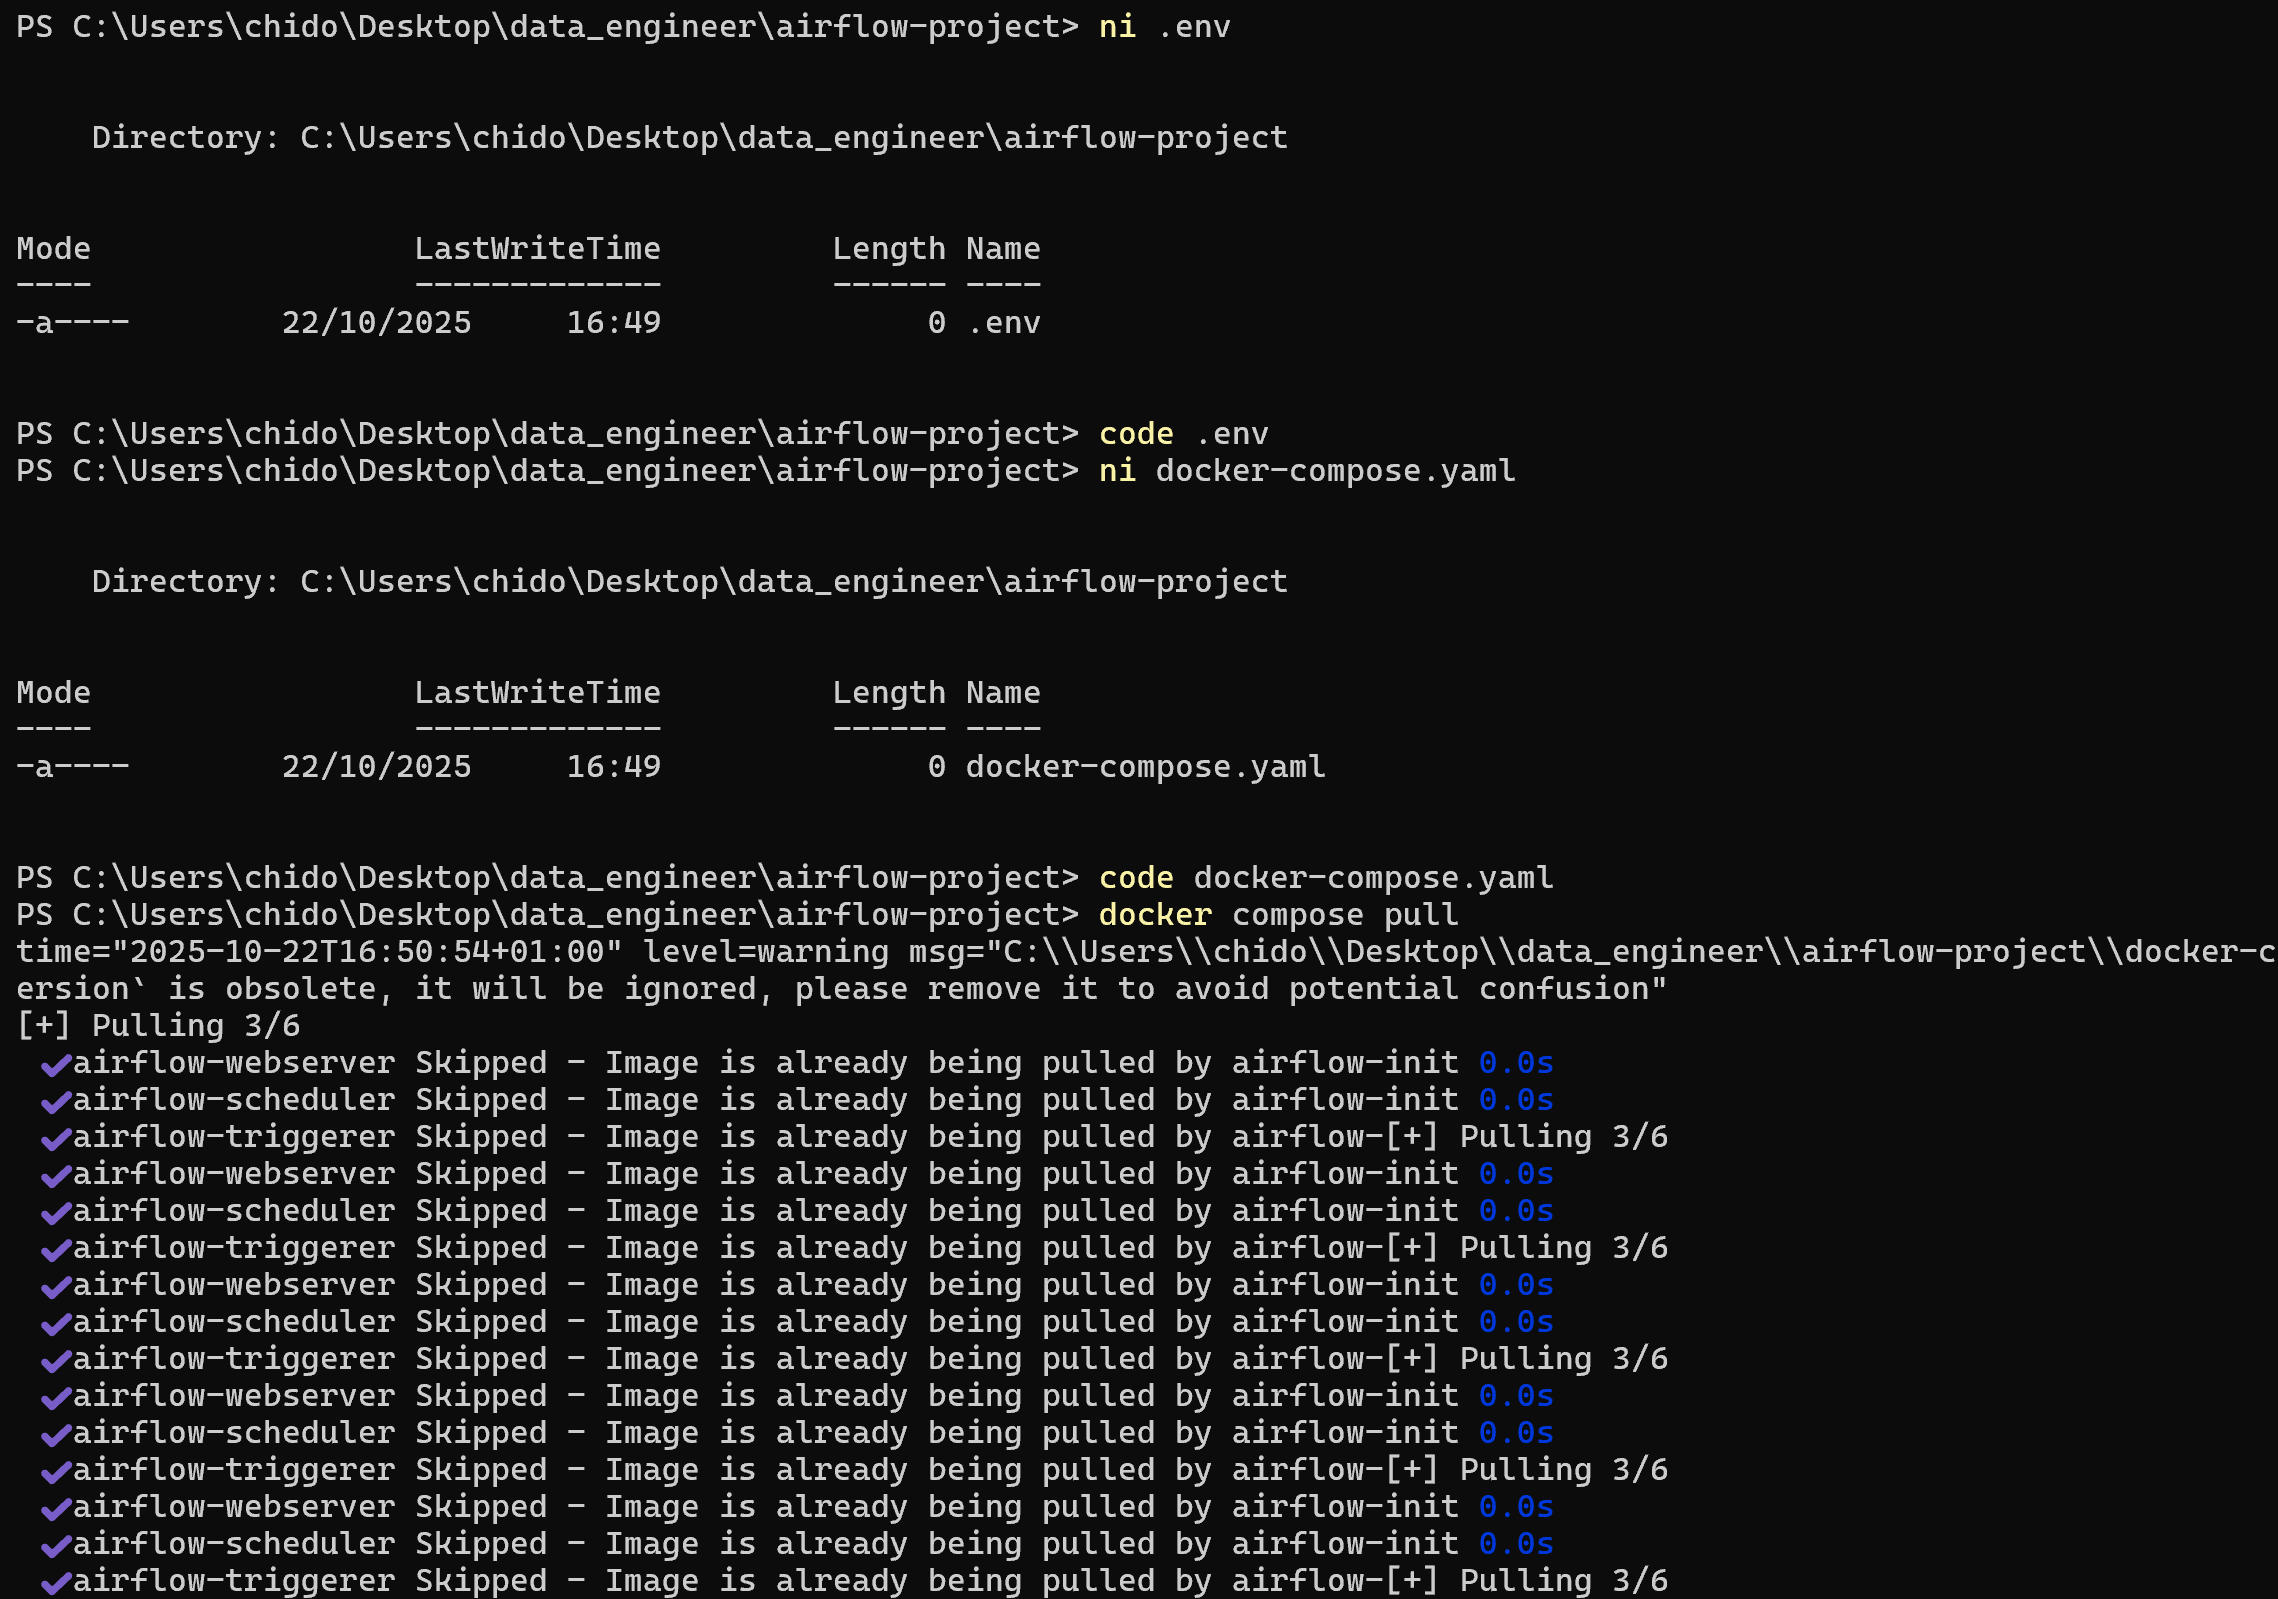 PS C:\Users\chido\Desktop\data_engineer\airflow-project> ni .env
Directory: C:\Users\chido\Desktop\data_engineer\airflow-project
Mode LastWriteTime Length Name
---- ------------- ------ ----
-a---- 22/10/2025 16:49 0 .env
PS C:\Users\chido\Desktop\data_engineer\airflow-project> code .env
PS C:\Users\chido\Desktop\data_engineer\airflow-project> ni docker-compose.yaml
Directory: C:\Users\chido\Desktop\data_engineer\airflow-project
Mode LastWriteTime Length Name
---- ------------- ------ ----
-a---- 22/10/2025 16:49 0 docker-compose.yaml
PS C:\Users\chido\Desktop\data_engineer\airflow-project> code docker-compose.yaml
PS C:\Users\chido\Desktop\data_engineer\airflow-project> docker compose pull
time="2025-10-22T16:50:54+01:00" level=warning msg="C:\\Users\\chido\\Desktop\\data_engineer\\airflow-project\\docker-c
ersion` is obsolete, it will be ignored, please remove it to avoid potential confusion"
[+] Pulling 3/6
✔airflow-webserver Skipped - Image is already being pulled by airflow-init 0.0s
✔airflow-scheduler Skipped - Image is already being pulled by airflow-init 0.0s
✔airflow-triggerer Skipped - Image is already being pulled by airflow-[+] Pulling 3/6
✔airflow-webserver Skipped - Image is already being pulled by airflow-init 0.0s
✔airflow-scheduler Skipped - Image is already being pulled by airflow-init 0.0s
✔airflow-triggerer Skipped - Image is already being pulled by airflow-[+] Pulling 3/6
✔airflow-webserver Skipped - Image is already being pulled by airflow-init 0.0s
✔airflow-scheduler Skipped - Image is already being pulled by airflow-init 0.0s
✔airflow-triggerer Skipped - Image is already being pulled by airflow-[+] Pulling 3/6
✔airflow-webserver Skipped - Image is already being pulled by airflow-init 0.0s
✔airflow-scheduler Skipped - Image is already being pulled by airflow-init 0.0s
✔airflow-triggerer Skipped - Image is already being pulled by airflow-[+] Pulling 3/6
✔airflow-webserver Skipped - Image is already being pulled by airflow-init 0.0s
✔airflow-scheduler Skipped - Image is already being pulled by airflow-init 0.0s
✔airflow-triggerer Skipped - Image is already being pulled by airflow-[+] Pulling 3/6